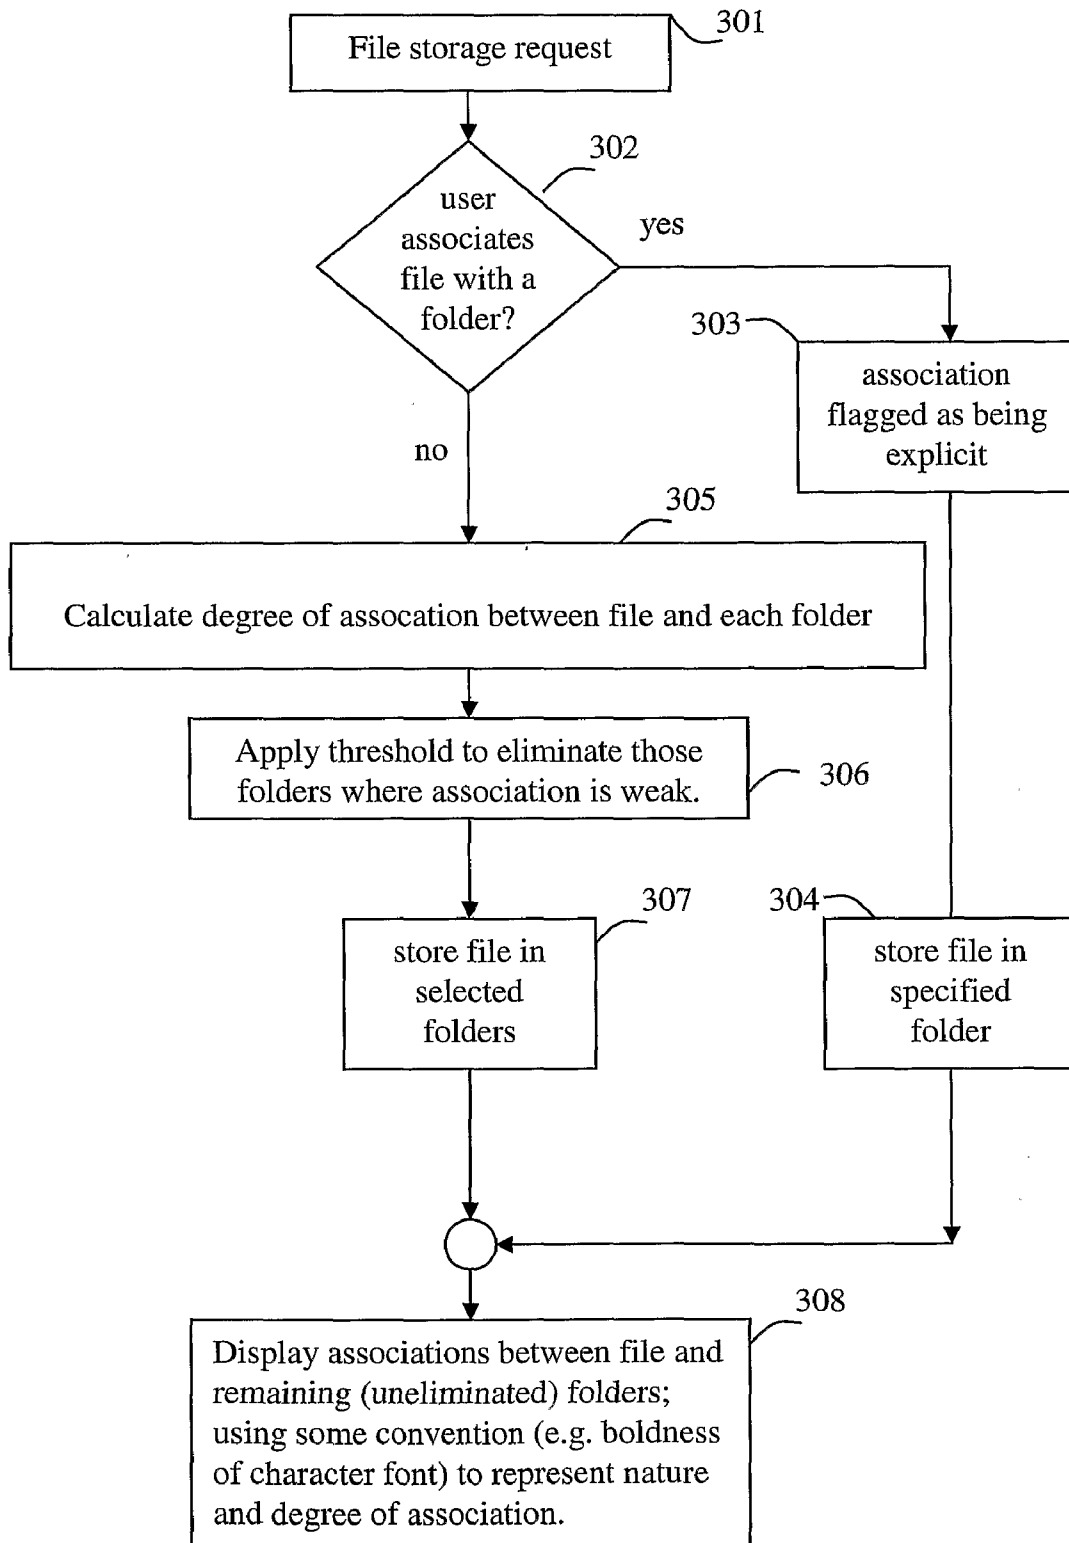 301
File storage request
302
user
associates
file with a
folder?
yes
303
association
flagged as being
explicit
no
305
Calculate degree of assocation between file and each folder
Apply threshold to eliminate those
folders where association is weak.
306
307
store file in
selected
folders
304
store file in
specified
folder
308
Display associations between file and
remaining (uneliminated) folders;
using some convention (e.g. boldness
of character font) to represent nature
and degree of association.